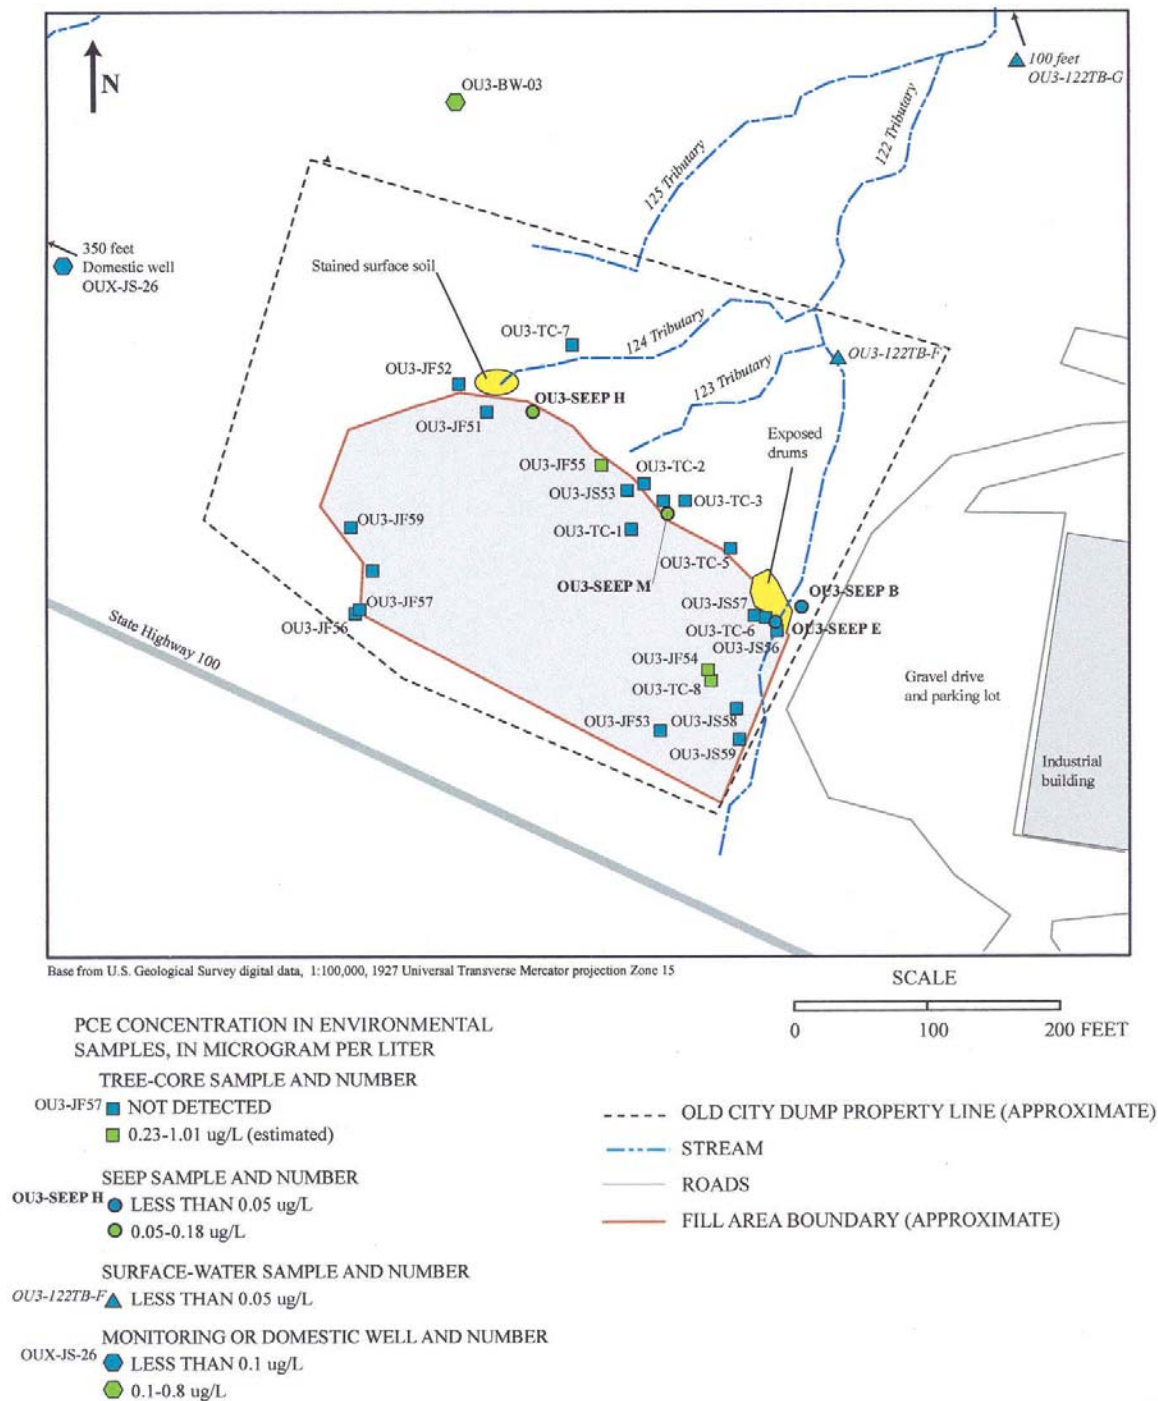 N
OU3-BW-03
100 feet
OU3-122TB-G
125 Tributary
122 Tributary
350 feet
Domestic well
OUX-JS-26
Stained surface soil
OU3-TC-7
124 Tributary
OU3-122TB-F
OU3-JF52
123 Tributary
OU3-SEEP H
OU3-JF51
Exposed
drums
OU3-JF55
OU3-TC-2
OU3-JS53
OU3-TC-3
OU3-JF59
OU3-TC-1
OU3-TC-5
OU3-SEEP M
OU3-SEEP B
OU3-JS57
OU3-JF57
OU3-JF56
OU3-TC-6
OU3-SEEP E
OU3-JS56
State Highway 100
OU3-JF54
OU3-TC-8
Gravel drive
and parking lot
OU3-JF53
OU3-JS58
OU3-JS59
Industrial
building
Base from U.S. Geological Survey digital data, 1:100,000, 1927 Universal Transverse Mercator projection Zone 15
SCALE
0 100 200 FEET
PCE CONCENTRATION IN ENVIRONMENTAL
SAMPLES, IN MICROGRAM PER LITER
TREE-CORE SAMPLE AND NUMBER
OU3-JF57 NOT DETECTED
0.23-1.01 ug/L (estimated)
SEEP SAMPLE AND NUMBER
OU3-SEEP H LESS THAN 0.05 ug/L
0.05-0.18 ug/L
SURFACE-WATER SAMPLE AND NUMBER
OU3-122TB-F LESS THAN 0.05 ug/L
MONITORING OR DOMESTIC WELL AND NUMBER
OUX-JS-26 LESS THAN 0.1 ug/L
0.1-0.8 ug/L
OLD CITY DUMP PROPERTY LINE (APPROXIMATE)
STREAM
ROADS
FILL AREA BOUNDARY (APPROXIMATE)